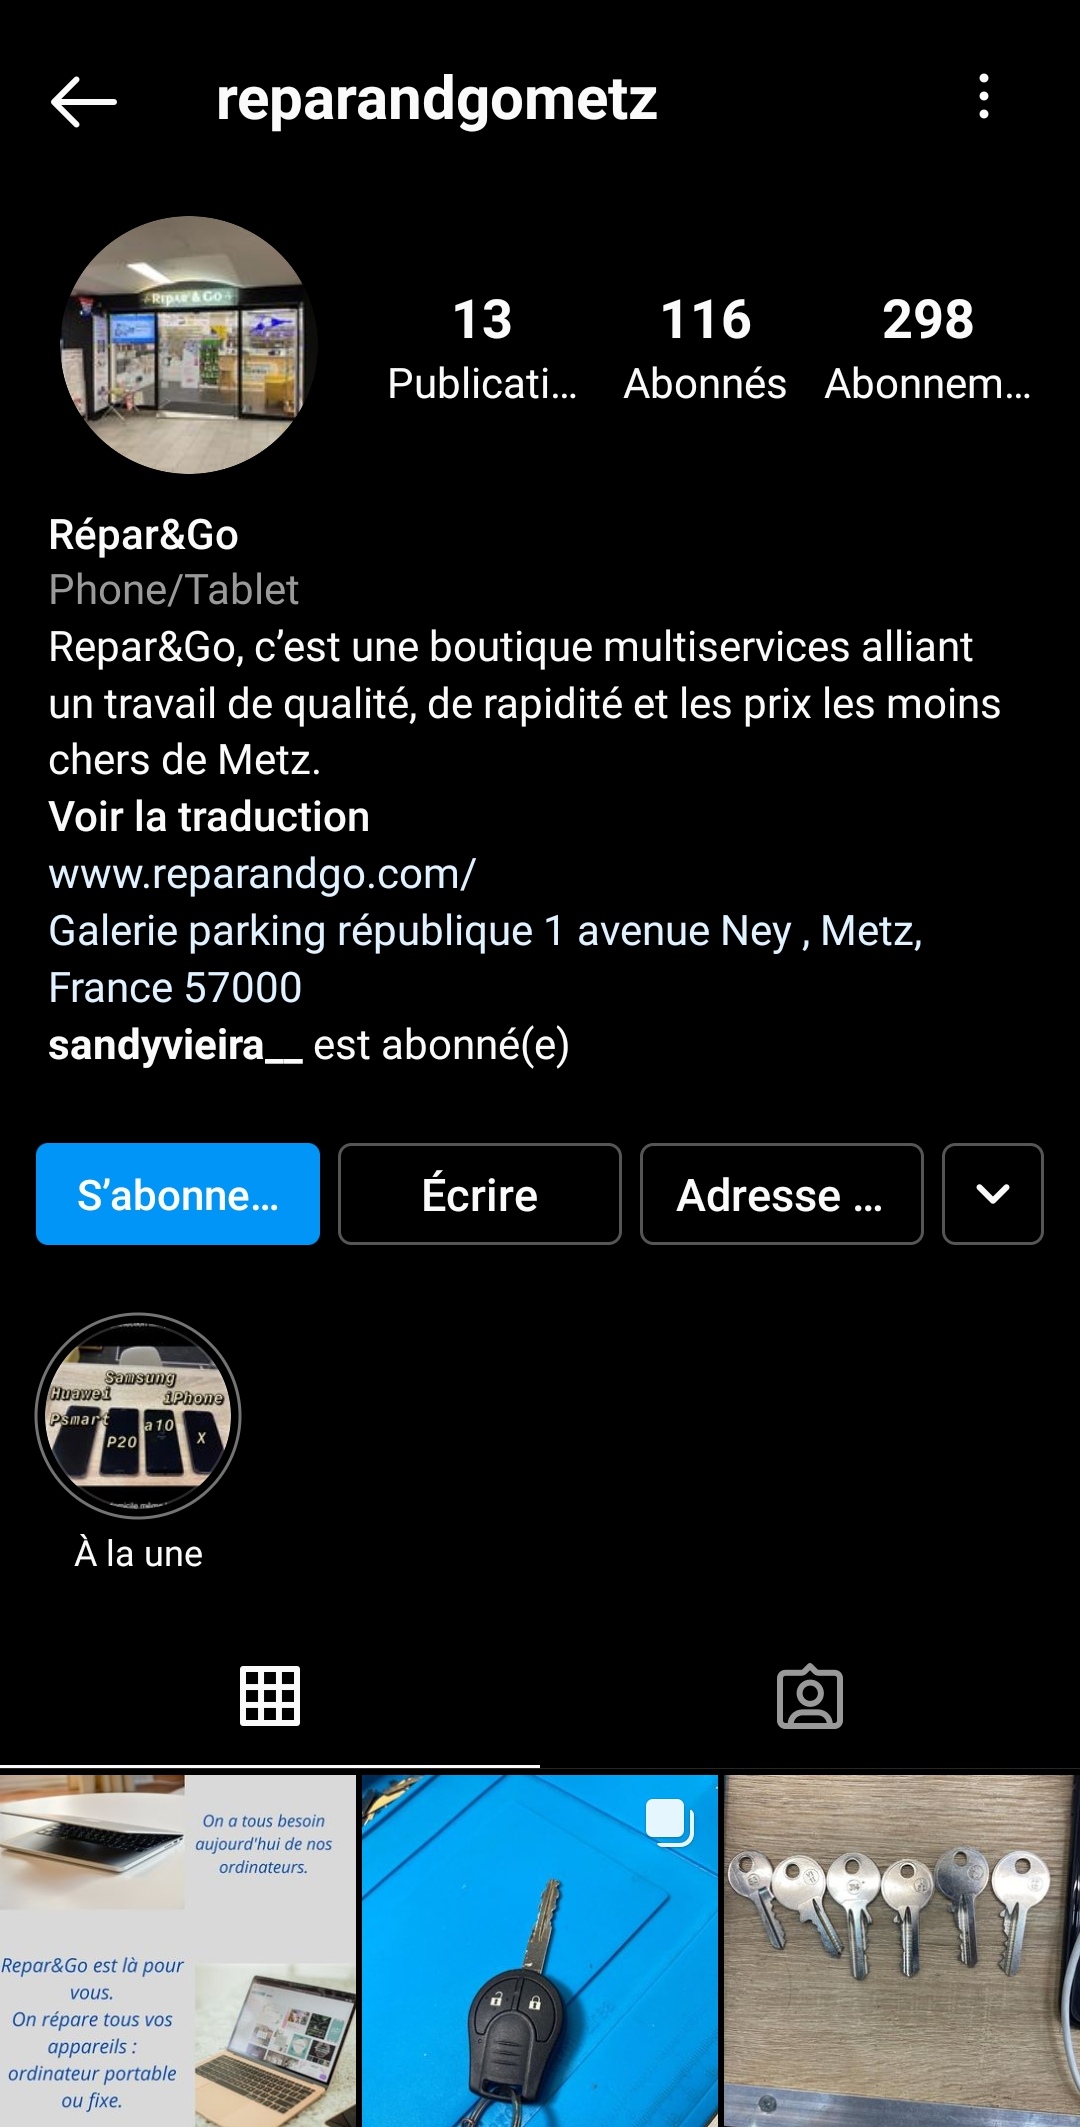 reparandgometz
Répar & Go
13
116
298
Publicati...
Abonnés
Abonnem...
Répar&Go
Phone/Tablet
Repar&Go, c’est une boutique multiservices alliant
un travail de qualité, de rapidité et les prix les moins
chers de Metz.
Voir la traduction
www.reparandgo.com/
Galerie parking république 1 avenue Ney , Metz,
France 57000
sandyvieira__ est abonné(e)
S’abonne...
Écrire
Adresse ...
Samsung
Huawei
iPhone
Psmart
P20
a10
X
À la une
On a tous besoin
aujourd'hui de nos
ordinateurs.
Repar&Go est là pour
vous.
On répare tous vos
appareils :
ordinateur portable
ou fixe.